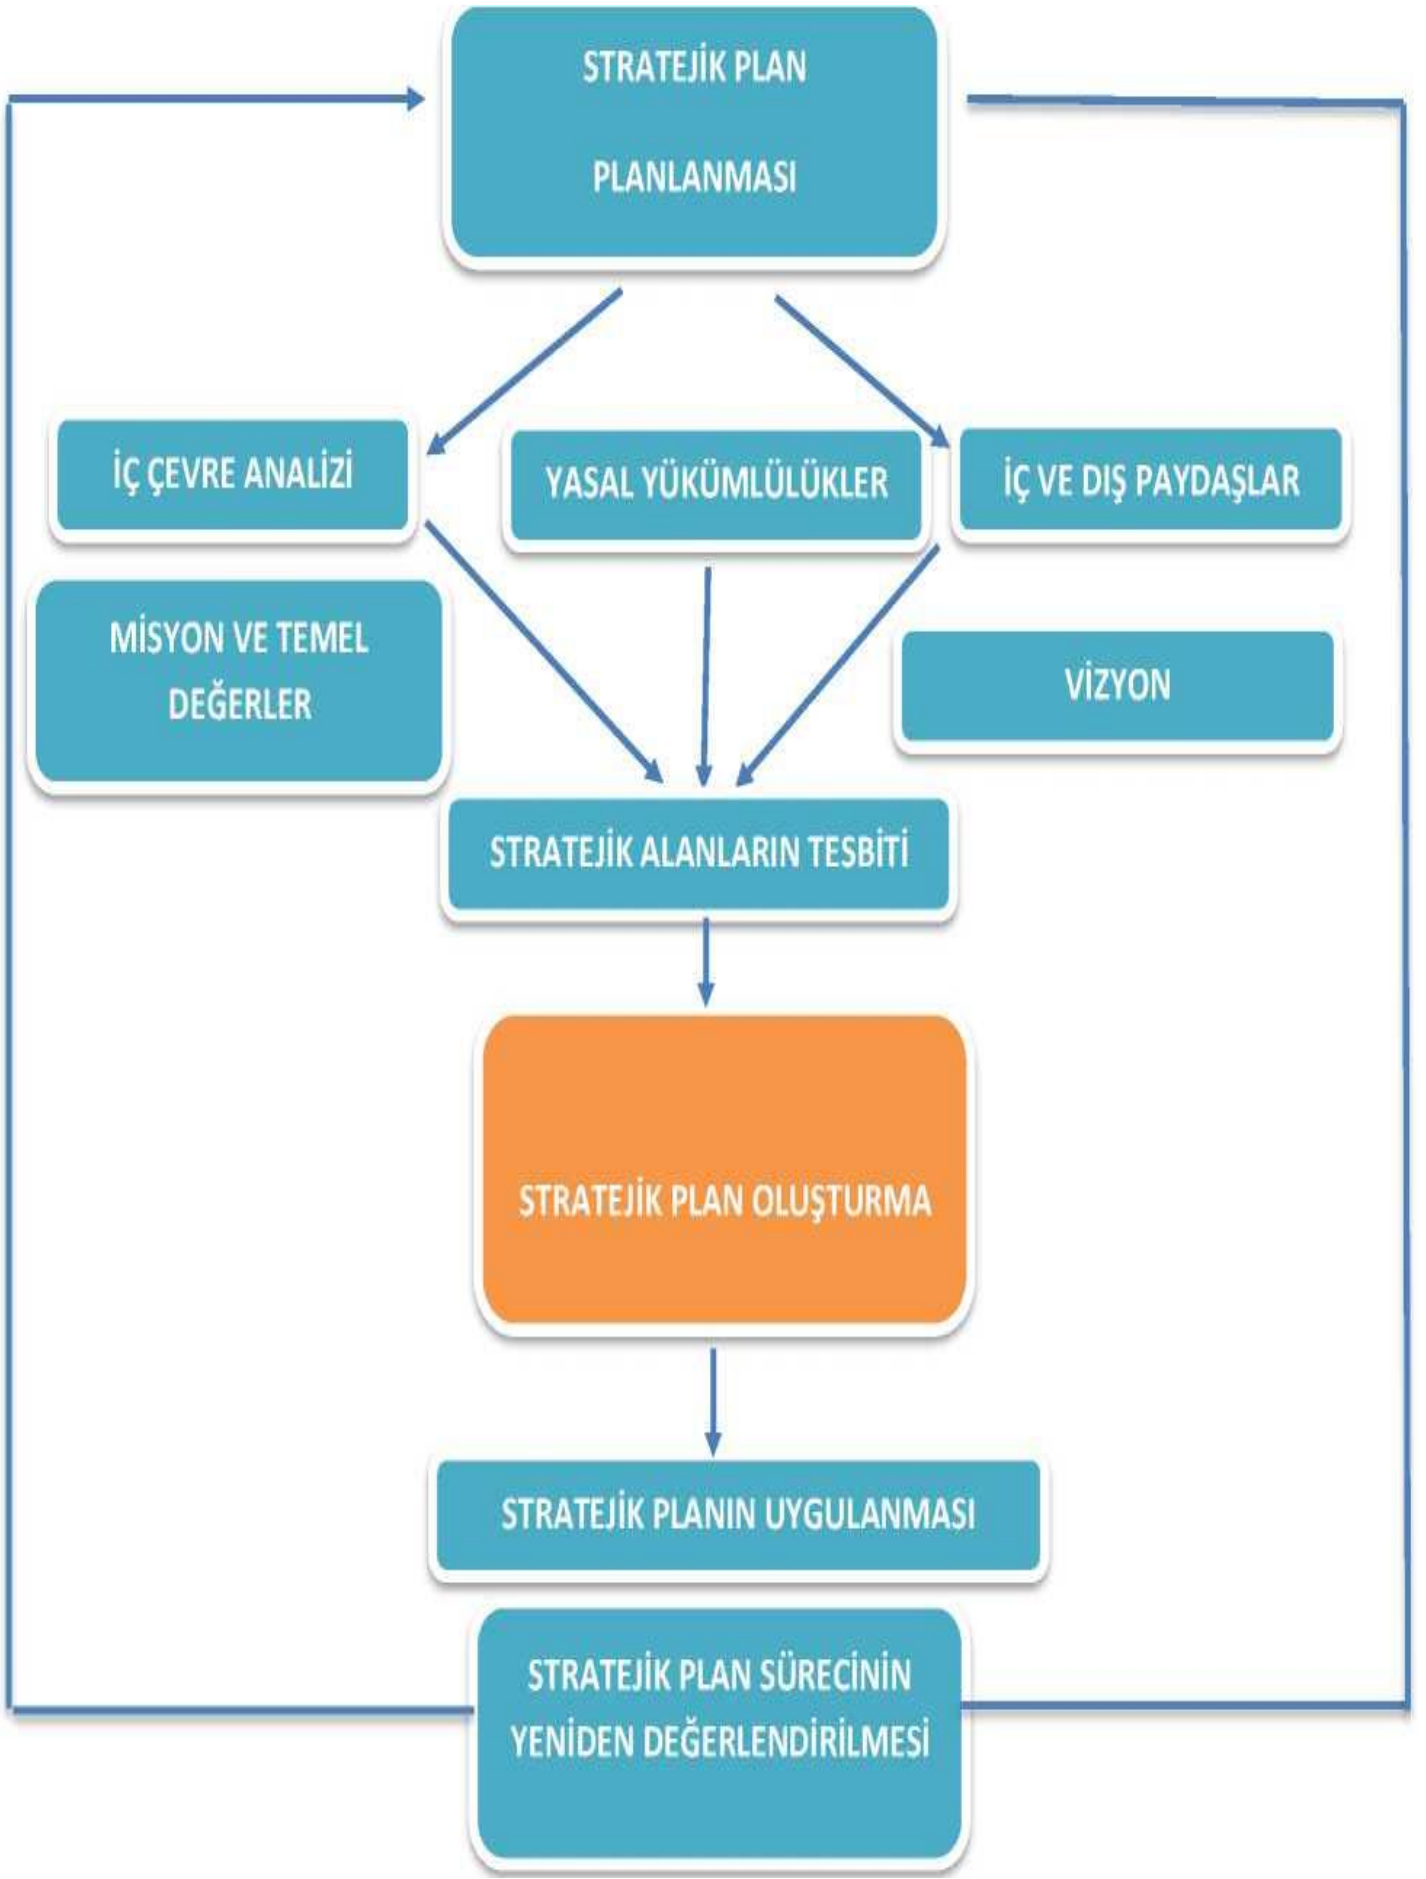 STRATEJİK PLAN
PLANLANMASI
İÇ ÇEVRE ANALİZİ
YASAL YÜKÜMLÜLÜKLER
İÇ VE DIŞ PAYDAŞLAR
MİSYON VE TEMEL
DEĞERLER
VİZYON
STRATEJİK ALANLARIN TESBİTİ
STRATEJİK PLAN OLUŞTURMA
STRATEJİK PLANIN UYGULANMASI
STRATEJİK PLAN SÜRECİNİN
YENİDEN DEĞERLENDİRİLMESİ